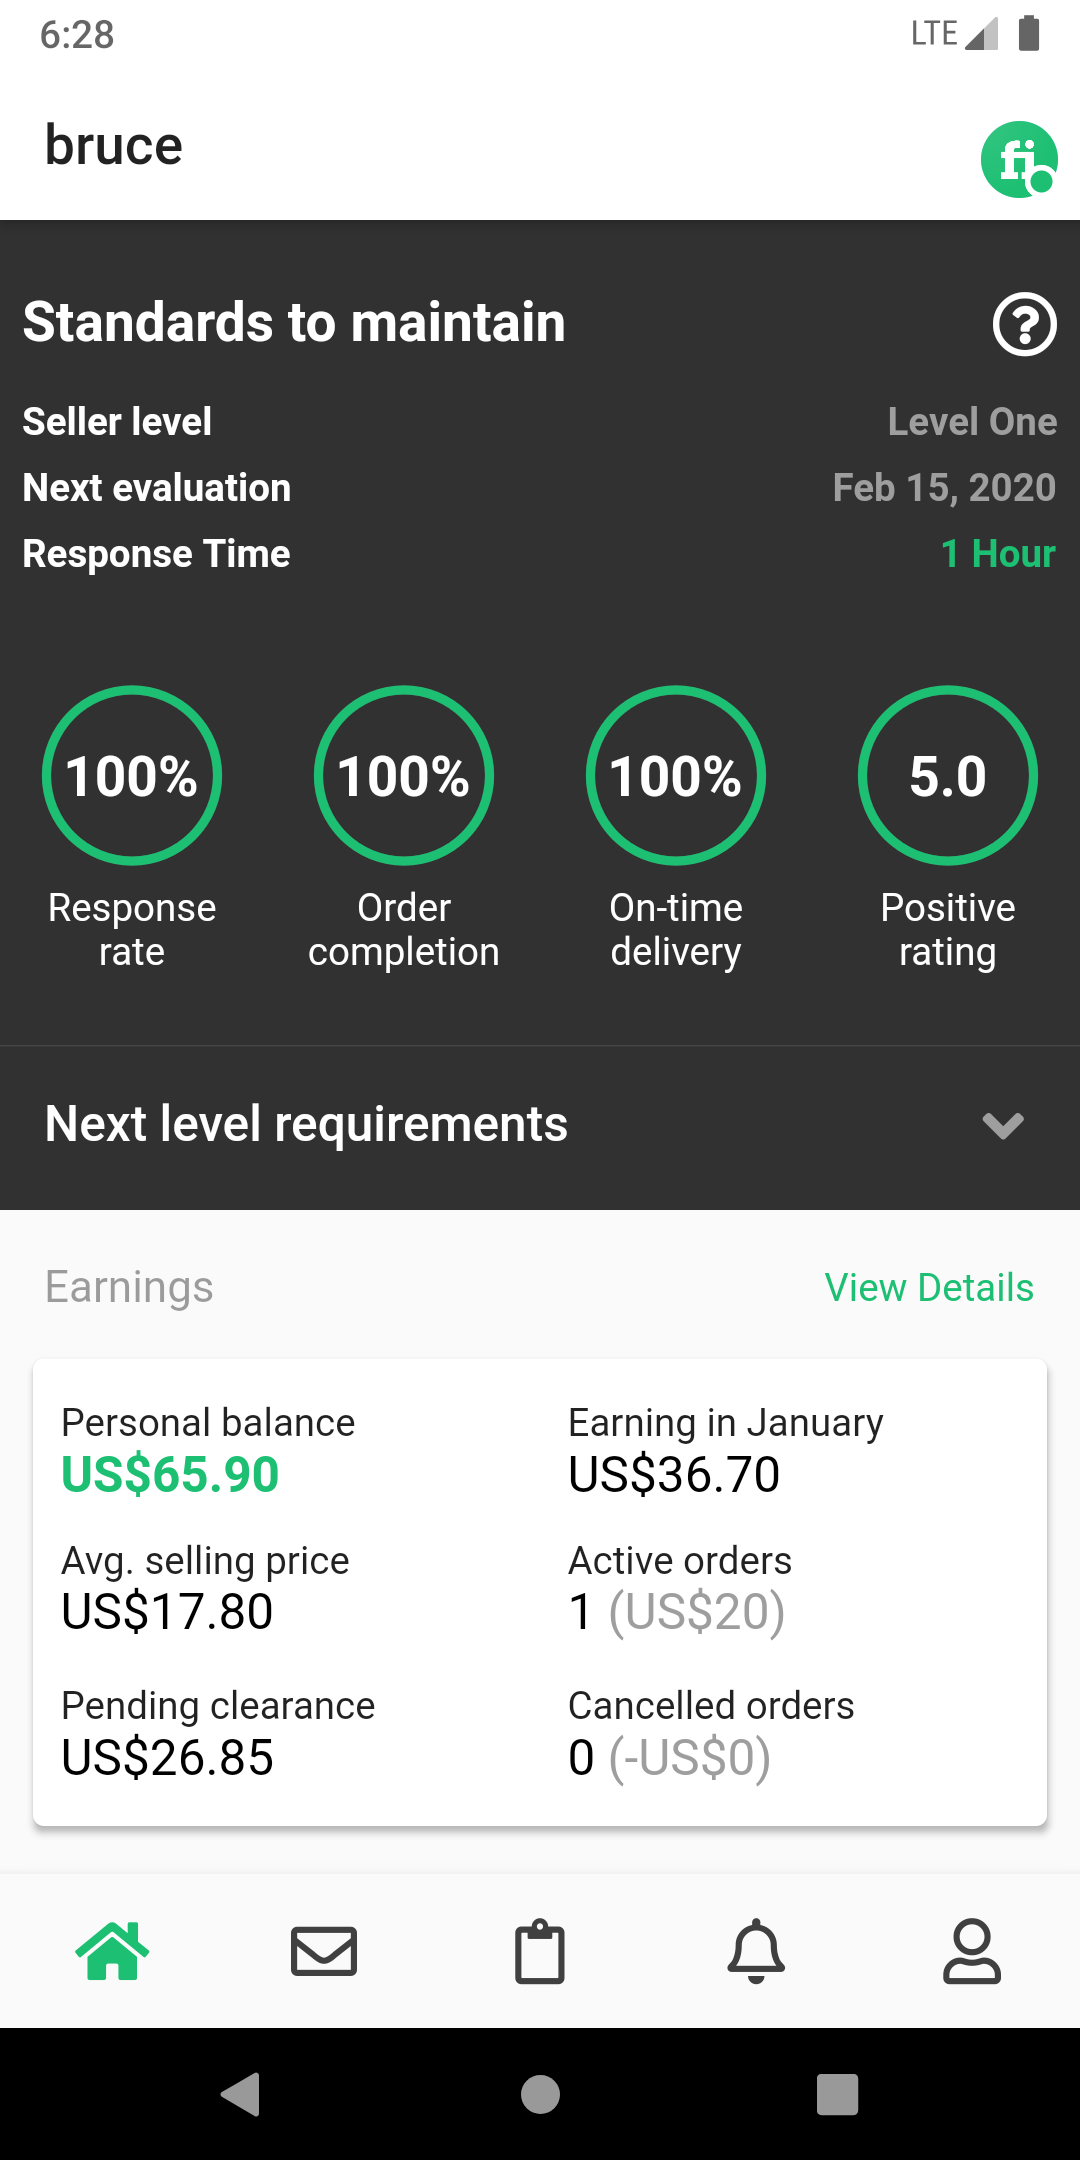 6:28
LTE
bruce
fi
Standards to maintain
Seller level
Level One
Next evaluation
Feb 15, 2020
Response Time
1 Hour
100%
100%
100%
5.0
Response
rate
Order
completion
On-time
delivery
Positive
rating
Next level requirements
Earnings
View Details
Personal balance
US$65.90
Earning in January
US$36.70
Avg. selling price
US$17.80
Active orders
1 (US$20)
Pending clearance
US$26.85
Cancelled orders
0 (-US$0)